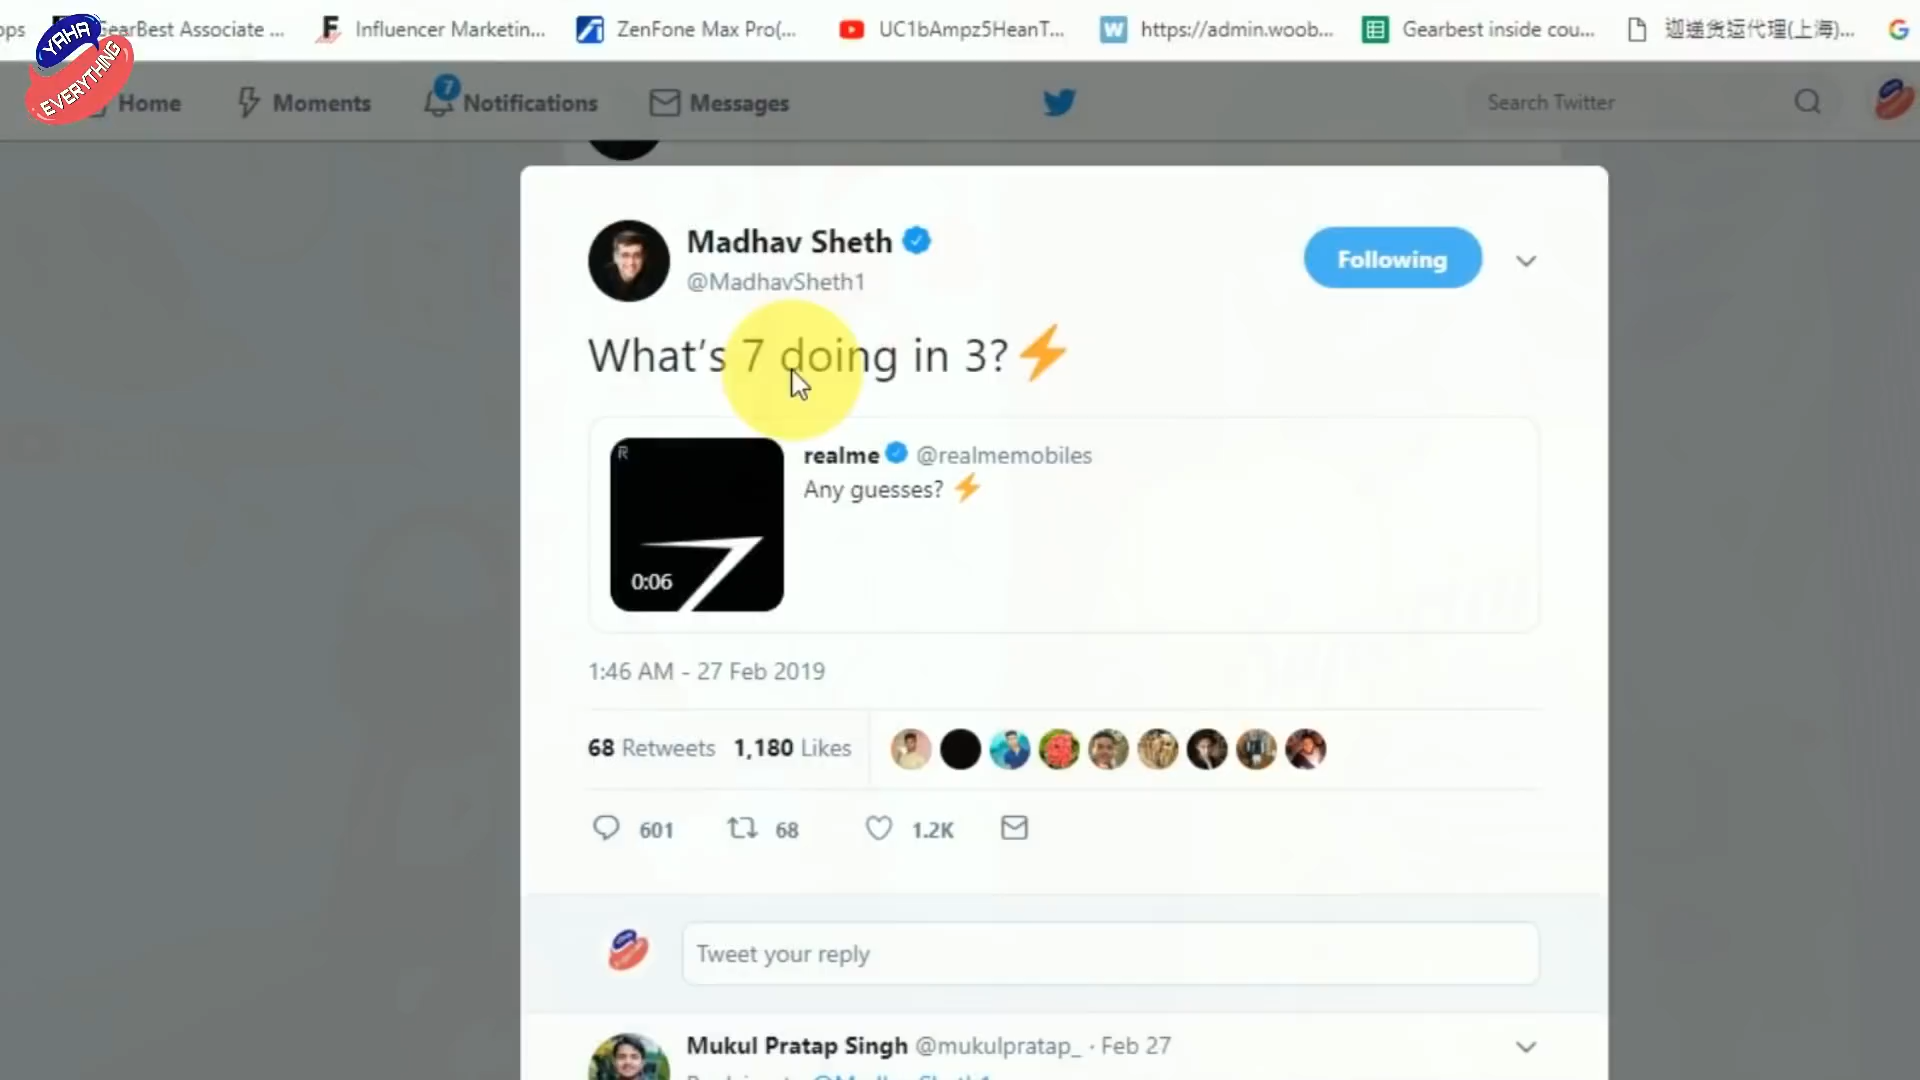 ops
GearBest Associate ...
Influencer Marketin...
ZenFone Max Pro(...
UC1bAmpz5HeanT...
https://admin.woob...
Gearbest inside cou...
迦递货运代理(上海)...
YAHA
EVERYTHING
Home
Moments
7
Notifications
Messages
Search Twitter
Madhav Sheth
@MadhavSheth1
Following
What's 7 doing in 3?⚡
realme @realmemobiles
Any guesses? ⚡
R
0:06
1:46 AM - 27 Feb 2019
68 Retweets 1,180 Likes
601 68 1.2K
Tweet your reply
Mukul Pratap Singh @mukulpratap_ · Feb 27